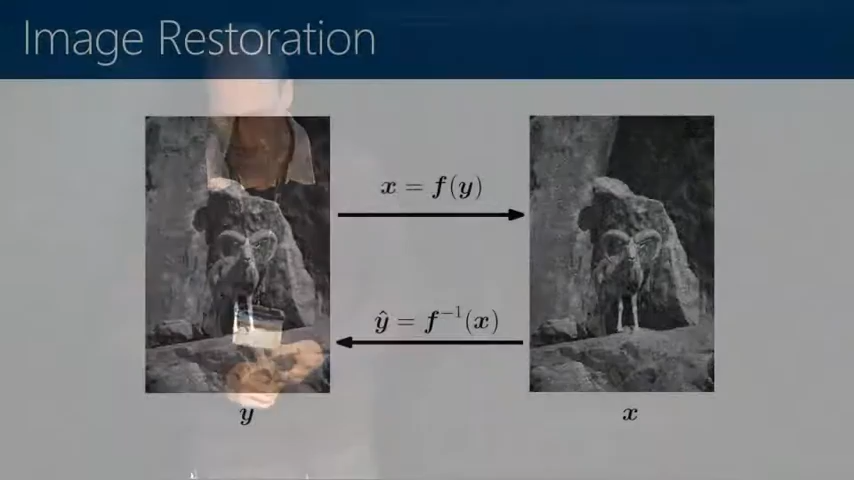 Image Restoration
x = f(y)
ŷ = f⁻¹(x)
y
x